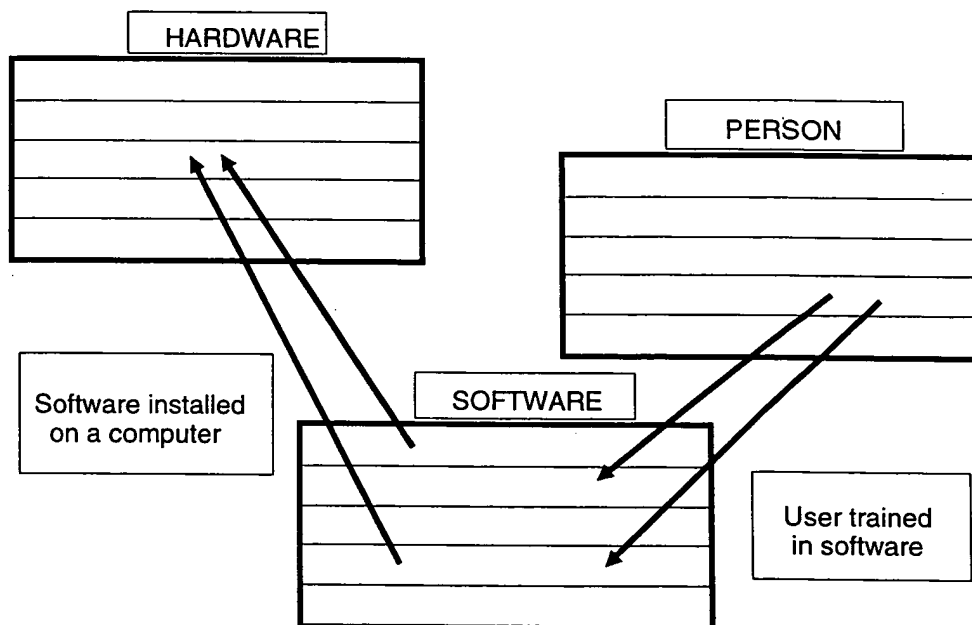 HARDWARE
PERSON
Software installed
on a computer
SOFTWARE
User trained
in software